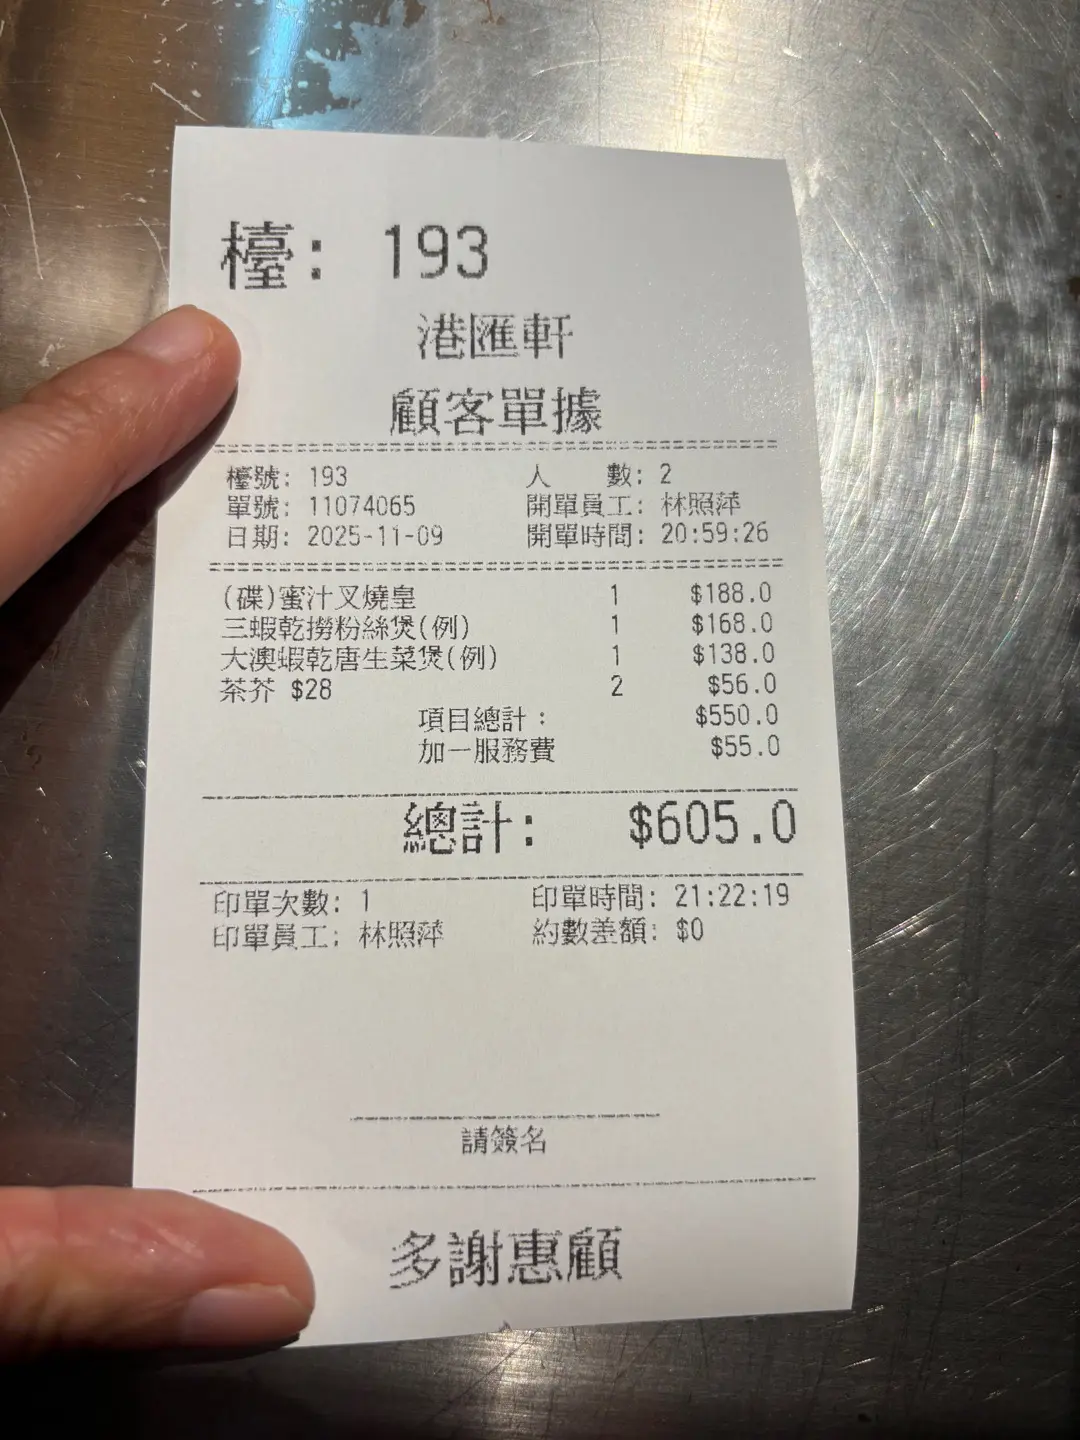 檯: 193
港匯軒
顧客單據
檯號: 193 人 數: 2
單號: 11074065 開單員工: 林照萍
日期: 2025-11-09 開單時間: 20:59:26
(碟)蜜汁叉燒皇 1 $188.0
三蝦乾撈粉絲煲(例) 1 $168.0
大澳蝦乾唐生菜煲(例) 1 $138.0
茶芥 $28 2 $56.0
項目總計: $550.0
加一服務費 $55.0
總計: $605.0
印單次數: 1 印單時間: 21:22:19
印單員工: 林照萍 約數差額: $0
請簽名
多謝惠顧